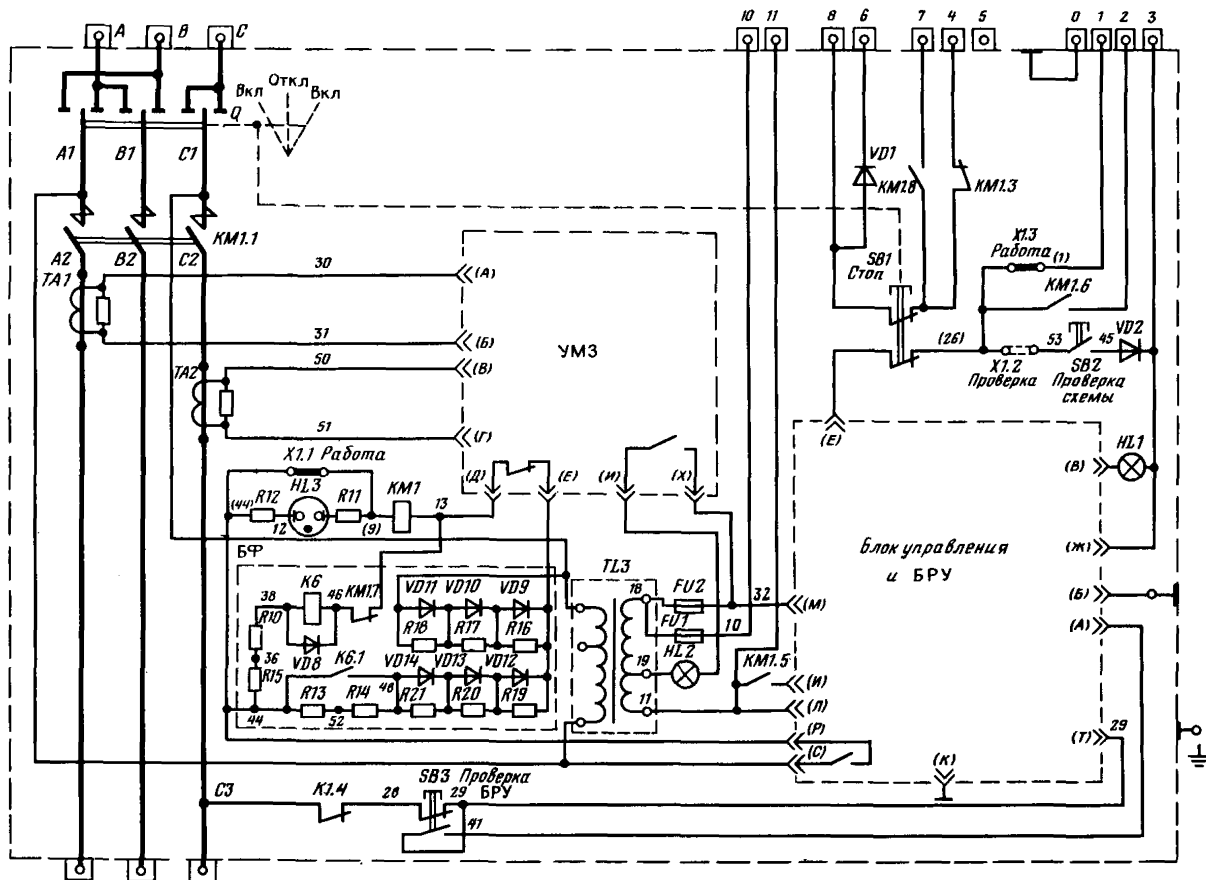 A B C 10 11 8 6 7 4 5 0 1 2 3
Вкл Откл Вкл
Q
A1 B1 C1
VD1
KM1.8 KM1.3
KM1.1
A2 B2 C2
TA1
30 (А)
31 (Б)
УМЗ
50 (В)
TA2
51 (Г)
SB1
Стоп
X1.3
Работа (1)
KM1.6
(26)
53 45 VD2
X1.2
Проверка
SB2
Проверка
схемы
(Е)
HL1
(В)
X1.1 Работа
(Д) (Е) (И) (Х)
(44) R12 HL3 R11 KM1 13
12 (9)
Блок управления
и БРУ
(Ж)
(Б)
(А)
БФ
38 K6 46 KM1.7
R10
VD8
36
R15
K6.1
VD11 VD10 VD9
R18 R17 R16
VD14 VD13 VD12
R13 R14 48 R21 R20 R19
44 52
TL3
18 FU2 32 (М)
FU1 10
19 HL2
11
KM1.5
(И)
(Л)
(Р)
(С)
(К)
(Т) 29
C3
K1.4 28 SB3 Проверка
29 БРУ
41